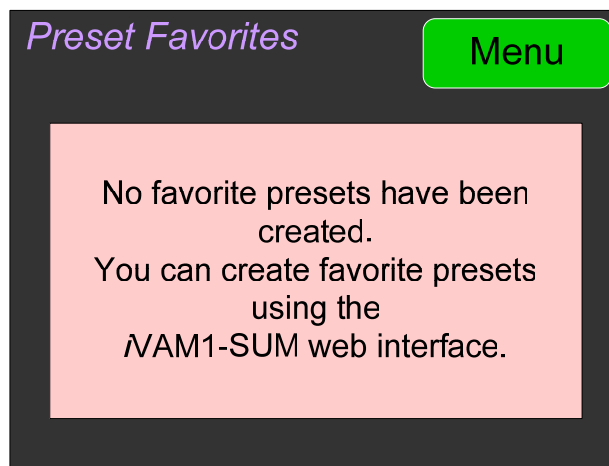 Preset Favorites
Menu
No favorite presets have been
created.
You can create favorite presets
using the
iVAM1-SUM web interface.